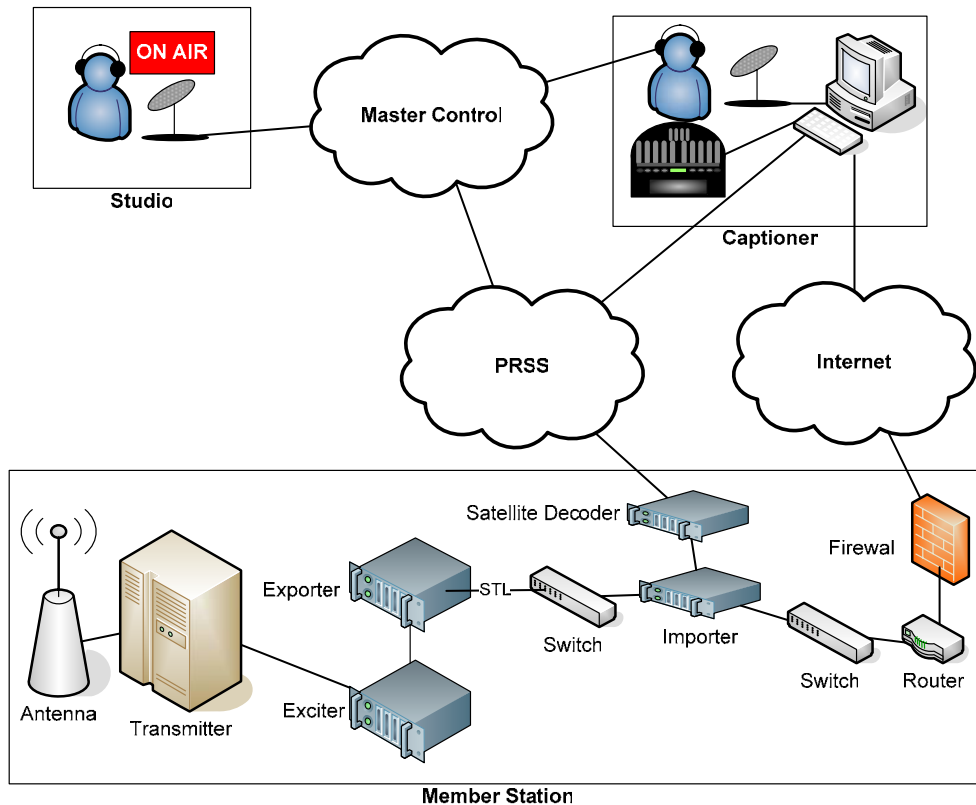 ON AIR
Master Control
Studio
Captioner
PRSS
Internet
Satellite Decoder
Firewal
Exporter
STL
Switch
Importer
Switch
Router
Antenna
Transmitter
Exciter
Member Station